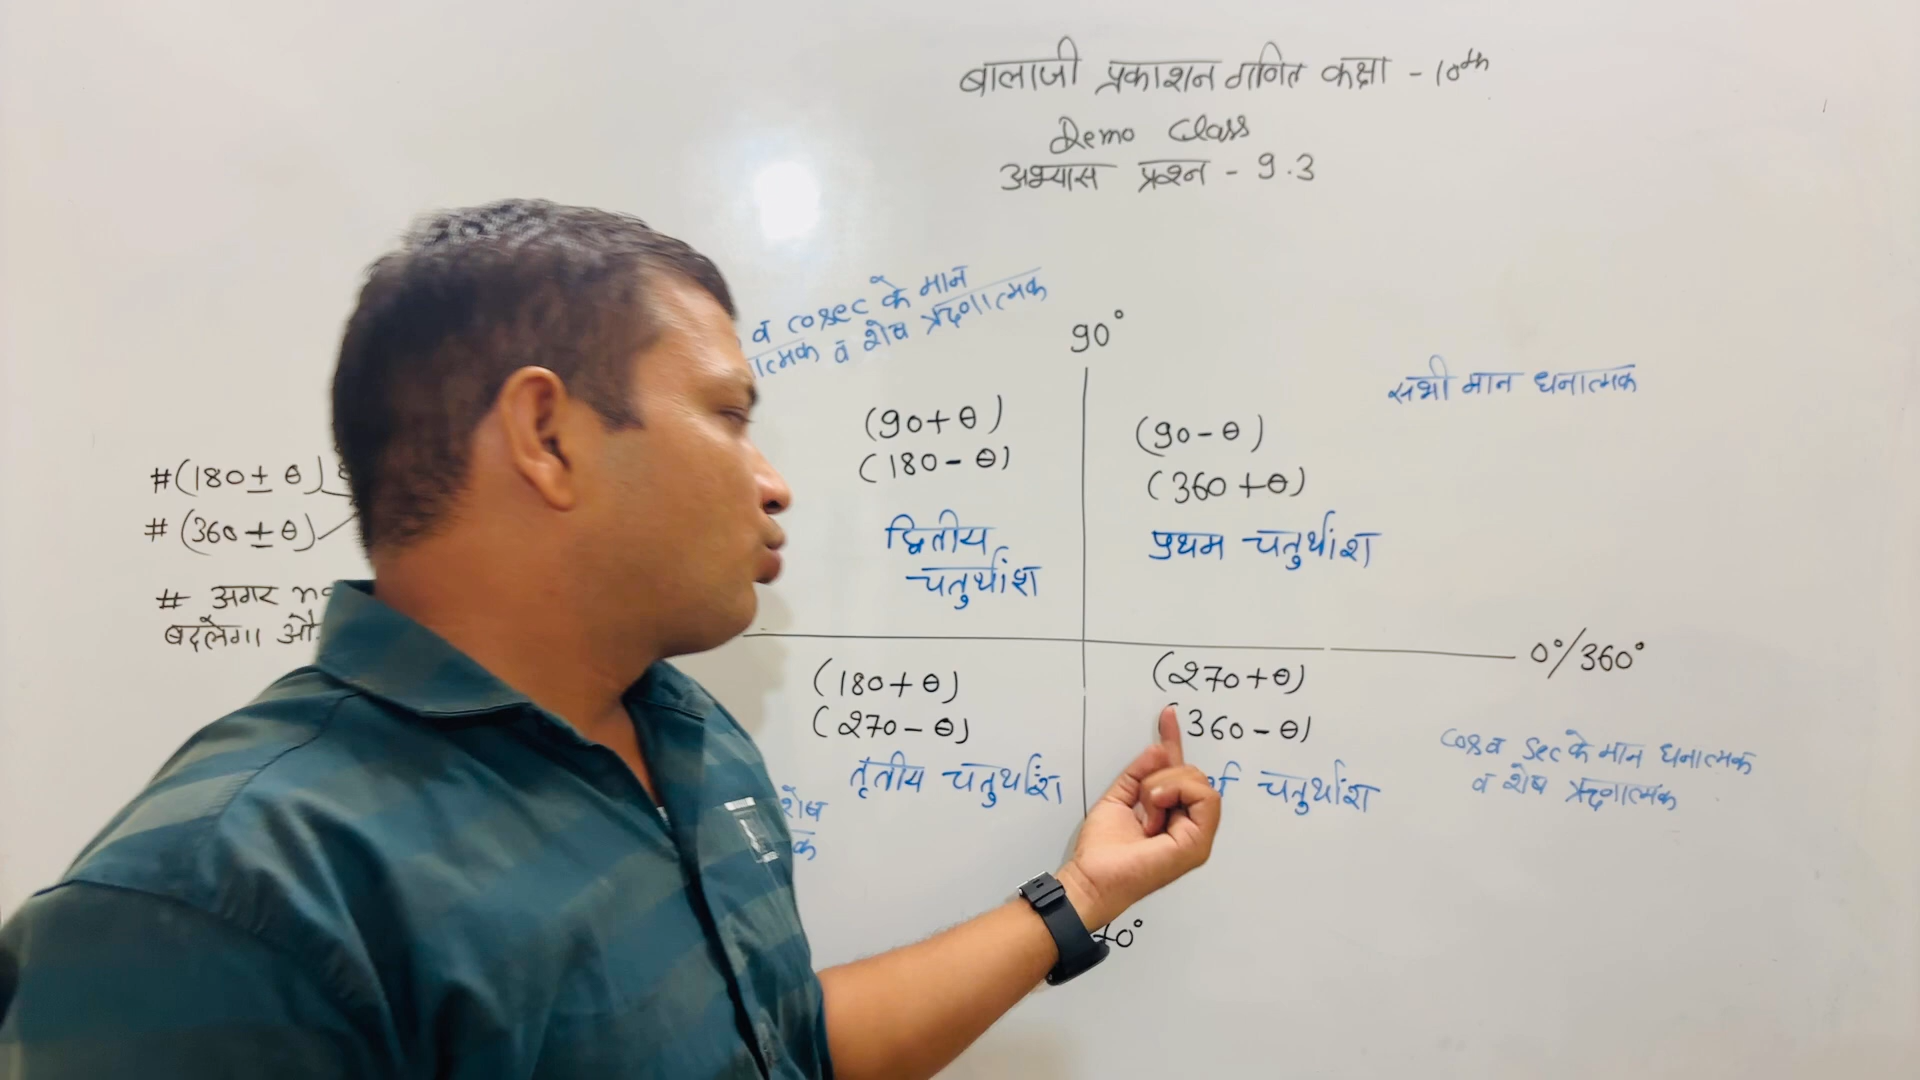 बालाजी प्रकाशन गणित कक्षा - 10th
Demo Class
अभ्यास प्रश्न - 9.3
व cosec के मान
व शेष ऋणात्मक
90°
सभी मान धनात्मक
(90+θ)
(180-θ)
द्वितीय
चतुर्थांश
(90-θ)
(360+θ)
प्रथम चतुर्थांश
#(180±θ)
#(360±θ)
# अगर
बदलेगा
0°/360°
(180+θ)
(270-θ)
तृतीय चतुर्थांश
शेष
(270+θ)
(360-θ)
चतुर्थांश
cos व sec के मान धनात्मक
व शेष ऋणात्मक